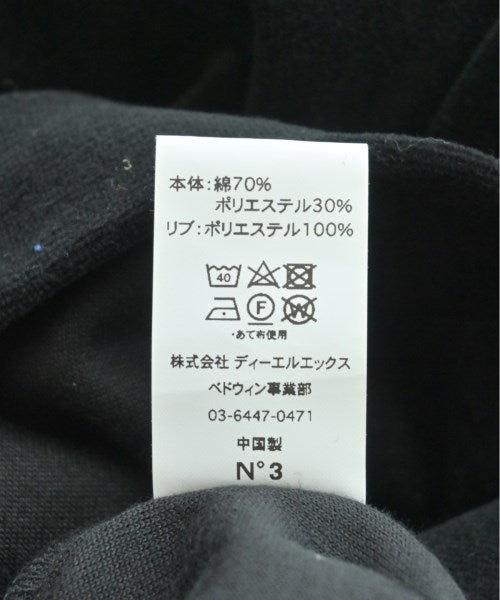 本体：綿70%
ポリエステル30%
リブ：ポリエステル100%
40
F
W
・あて布使用
株式会社 ディーエルエックス
ベドウィン事業部
03-6447-0471
中国製
N°3